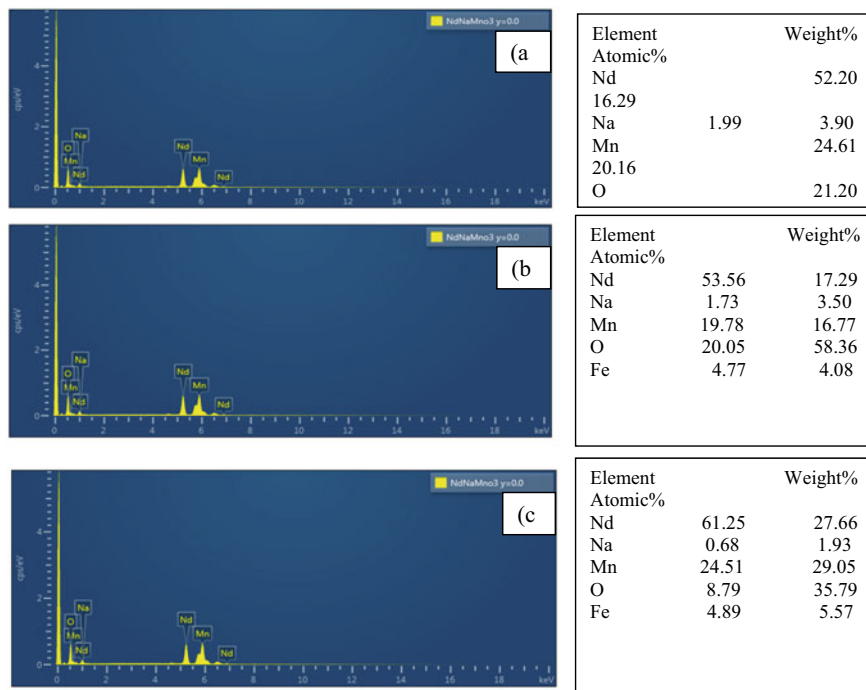 NdNaMno3 y=0.0
(a
cps/eV
4
2
0
Na
O
Mn
Nd
Nd
Mn
Nd
0 2 4 6 8 10 12 14 16 18 keV
Element Weight%
Atomic%
Nd 52.20
16.29
Na 1.99 3.90
Mn 24.61
20.16
O 21.20
NdNaMno3 y=0.0
(b
cps/eV
4
2
0
Na
O
Mn
Nd
Nd
Mn
Nd
0 2 4 6 8 10 12 14 16 18 keV
Element Weight%
Atomic%
Nd 53.56 17.29
Na 1.73 3.50
Mn 19.78 16.77
O 20.05 58.36
Fe 4.77 4.08
NdNaMno3 y=0.0
(c
cps/eV
4
2
0
Na
O
Mn
Nd
Nd
Mn
Nd
0 2 4 6 8 10 12 14 16 18 keV
Element Weight%
Atomic%
Nd 61.25 27.66
Na 0.68 1.93
Mn 24.51 29.05
O 8.79 35.79
Fe 4.89 5.57